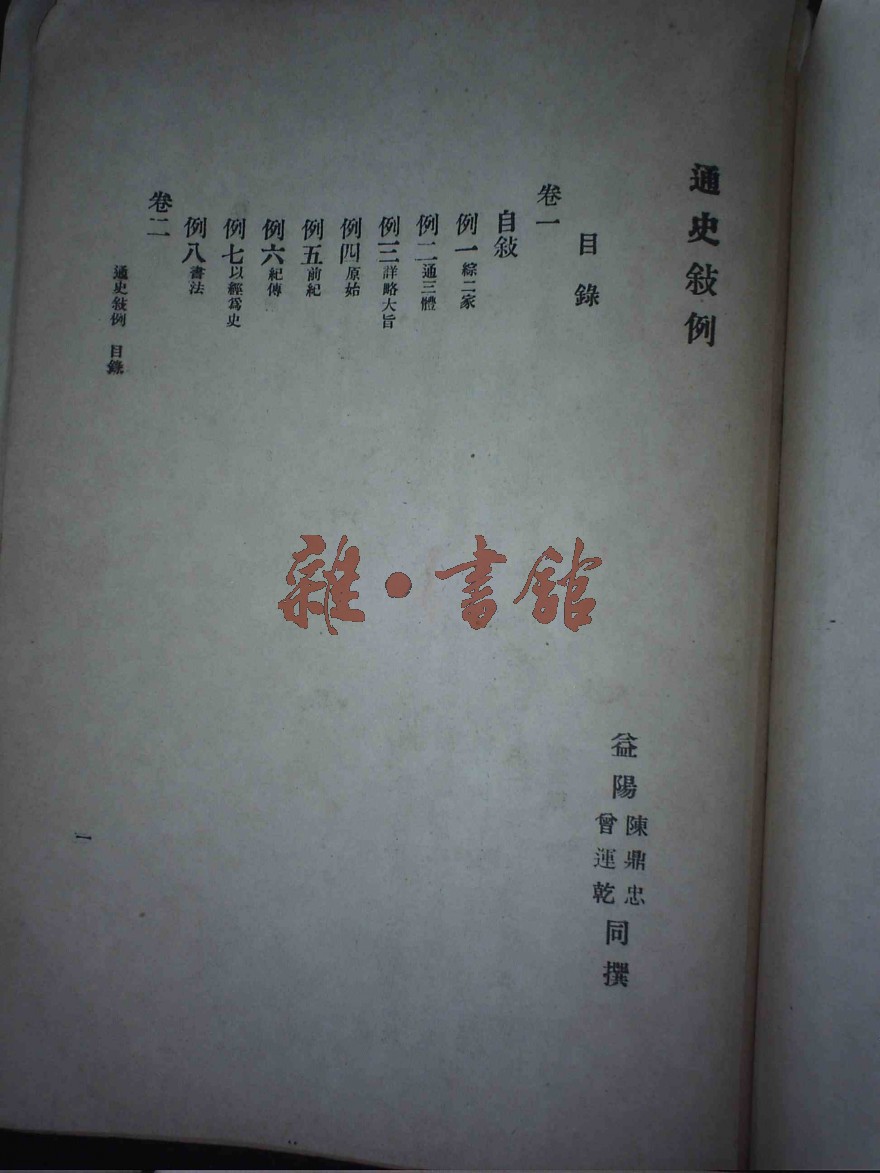 通史敍例
目錄
益陽陳鼎忠
曾運乾同撰
卷一
自敍
例一綜二家
例二通三體
例三詳略大旨
例四原始
例五前紀
例六紀傳
例七以經爲史
例八書法
卷二
通史敍例 目錄
一
雜·書館